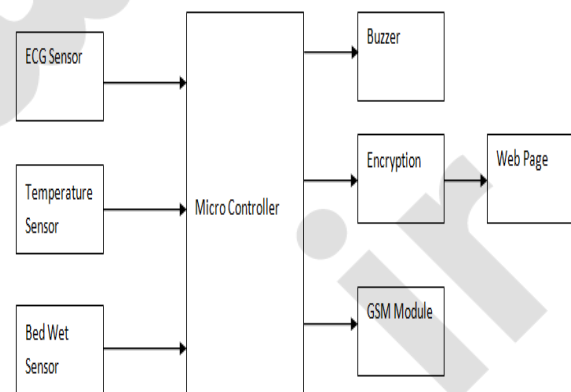 ECG Sensor
Buzzer
Encryption
Web Page
Temperature
Sensor
Micro Controller
GSM Module
Bed Wet
Sensor